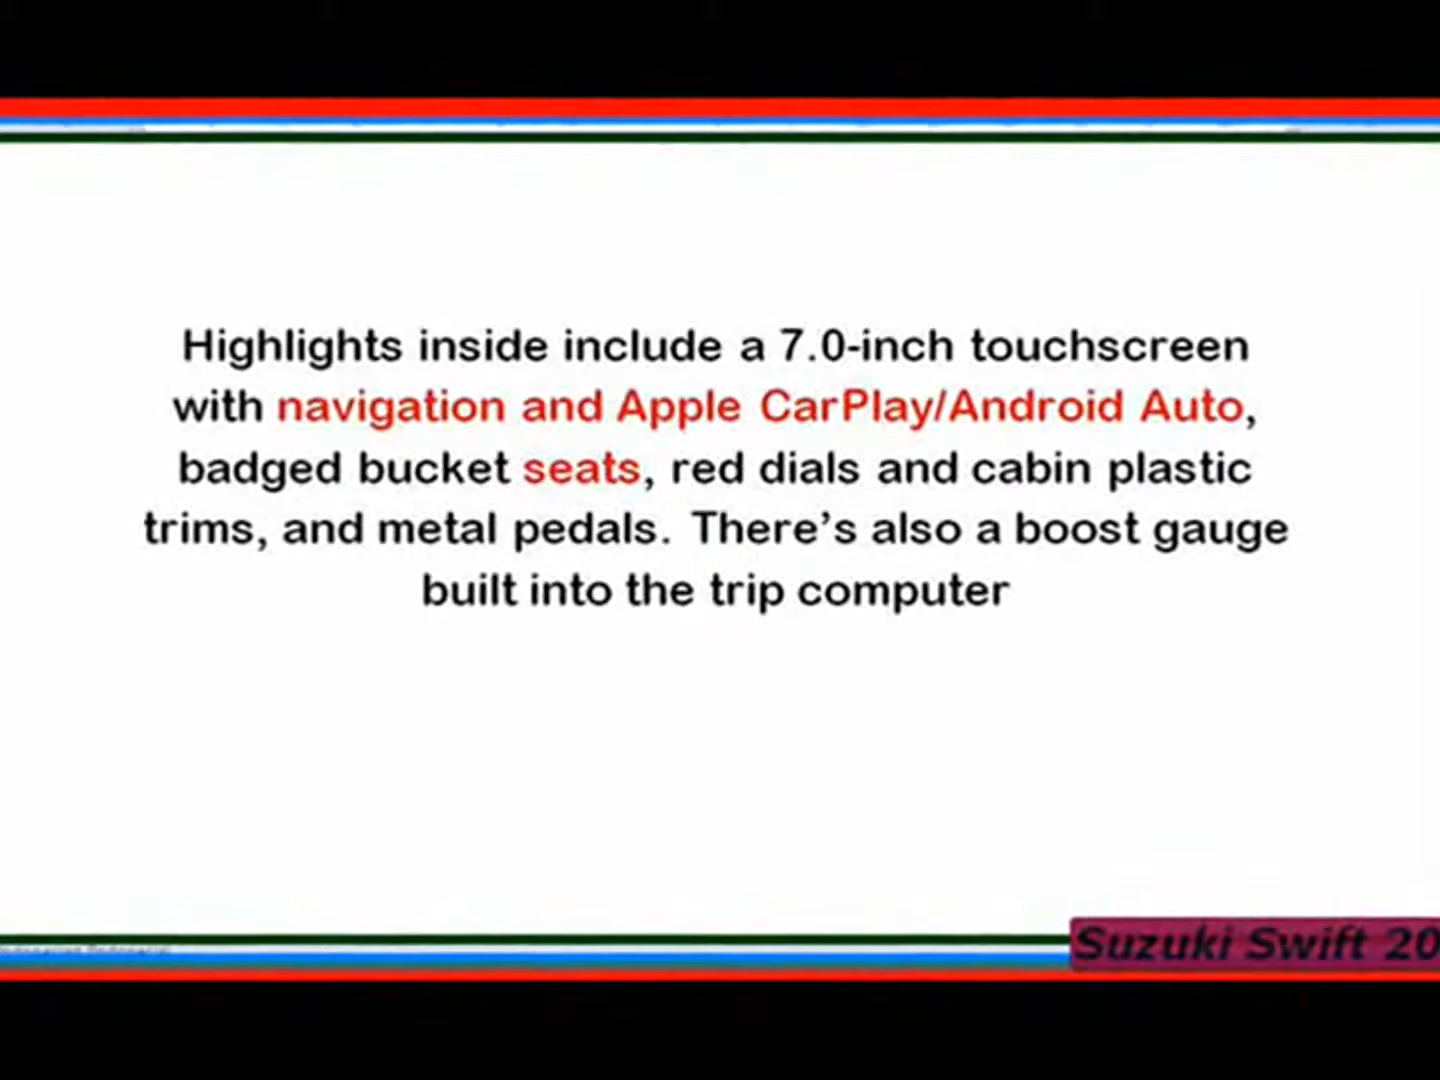 Highlights inside include a 7.0-inch touchscreen
with navigation and Apple CarPlay/Android Auto,
badged bucket seats, red dials and cabin plastic
trims, and metal pedals. There’s also a boost gauge
built into the trip computer
Suzuki Swift 20